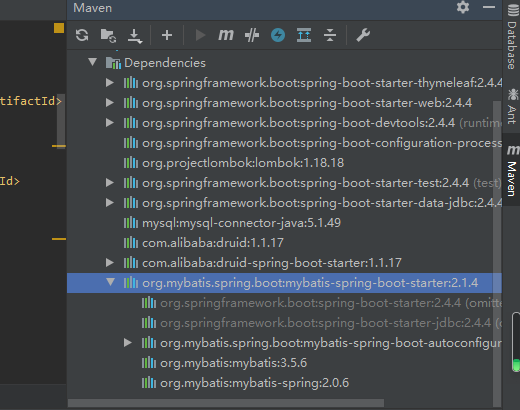 Maven
Dependencies
org.springframework.boot:spring-boot-starter-thymeleaf:2.4.4
org.springframework.boot:spring-boot-starter-web:2.4.4
org.springframework.boot:spring-boot-devtools:2.4.4 (runtime
org.springframework.boot:spring-boot-configuration-process
org.projectlombok:lombok:1.18.18
org.springframework.boot:spring-boot-starter-test:2.4.4 (test)
org.springframework.boot:spring-boot-starter-data-jdbc:2.4.4
mysql:mysql-connector-java:5.1.49
com.alibaba:druid:1.1.17
com.alibaba:druid-spring-boot-starter:1.1.17
org.mybatis.spring.boot:mybatis-spring-boot-starter:2.1.4
org.springframework.boot:spring-boot-starter:2.4.4 (omitte
org.springframework.boot:spring-boot-starter-jdbc:2.4.4 (o
org.mybatis.spring.boot:mybatis-spring-boot-autoconfigur
org.mybatis:mybatis:3.5.6
org.mybatis:mybatis-spring:2.0.6
tifactId>
Id>
Database
Ant
m Maven